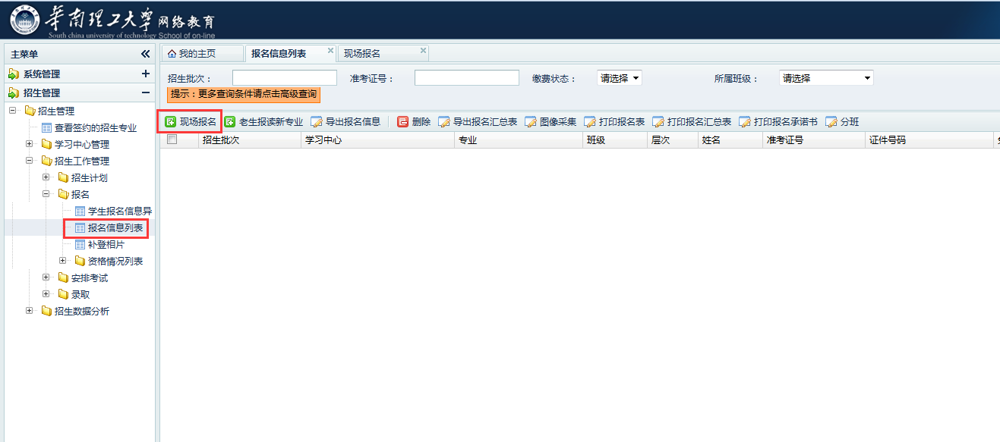 華南理工大學 网络教育
South china university of technology School of on-line
主菜单
系统管理
招生管理
招生管理
查看签约的招生专业
学习中心管理
招生工作管理
招生计划
报名
学生报名信息异
报名信息列表
补登相片
资格情况列表
安排考试
录取
招生数据分析
我的主页 报名信息列表 现场报名
招生批次： 准考证号： 缴费状态： 请选择 所属班级： 请选择
提示：更多查询条件请点击高级查询
现场报名 老生报读新专业 导出报名信息 删除 导出报名汇总表 图像采集 打印报名表 打印报名汇总表 打印报名承诺书 分班
招生批次 学习中心 专业 班级 层次 姓名 准考证号 证件号码